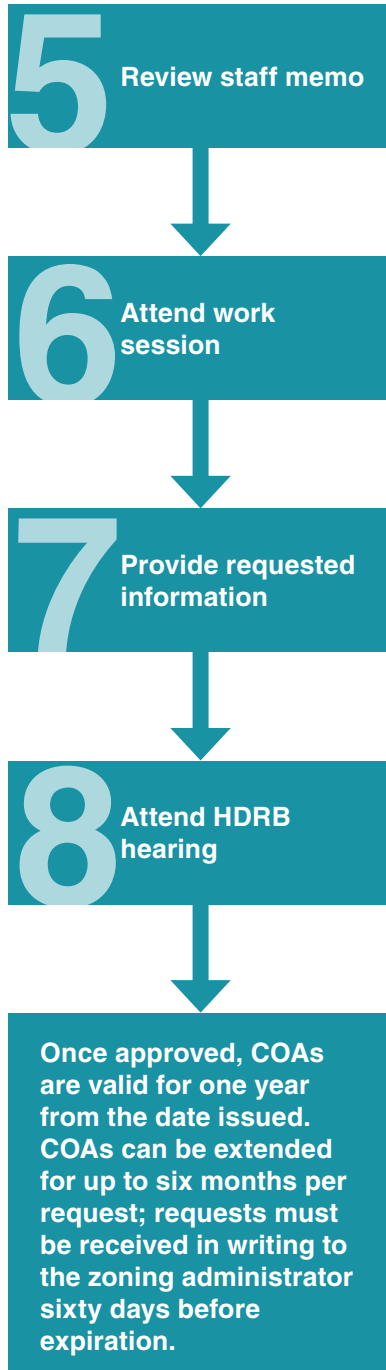 5
Review staff memo
6
Attend work
session
7
Provide requested
information
8
Attend HDRB
hearing
Once approved, COAs
are valid for one year
from the date issued.
COAs can be extended
for up to six months per
request; requests must
be received in writing to
the zoning administrator
sixty days before
expiration.